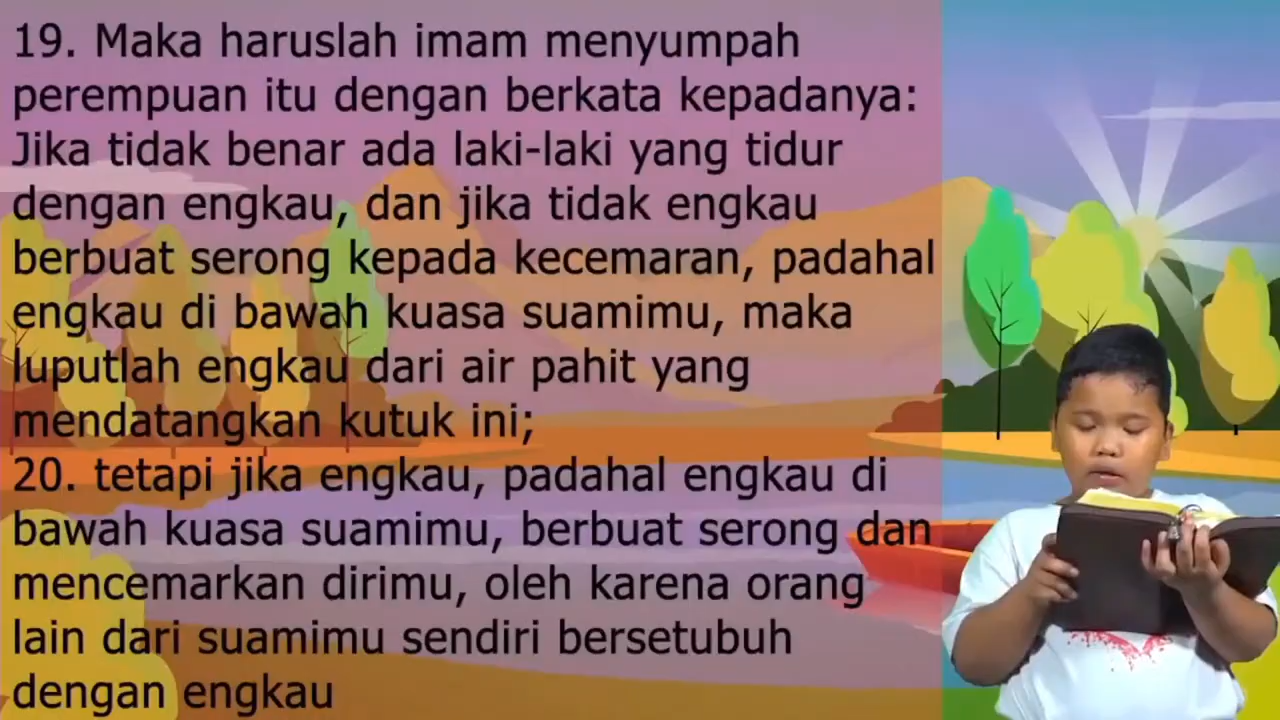 19. Maka haruslah imam menyumpah
perempuan itu dengan berkata kepadanya:
Jika tidak benar ada laki-laki yang tidur
dengan engkau, dan jika tidak engkau
berbuat serong kepada kecemaran, padahal
engkau di bawah kuasa suamimu, maka
luputlah engkau dari air pahit yang
mendatangkan kutuk ini;
20. tetapi jika engkau, padahal engkau di
bawah kuasa suamimu, berbuat serong dan
mencemarkan dirimu, oleh karena orang
lain dari suamimu sendiri bersetubuh
dengan engkau